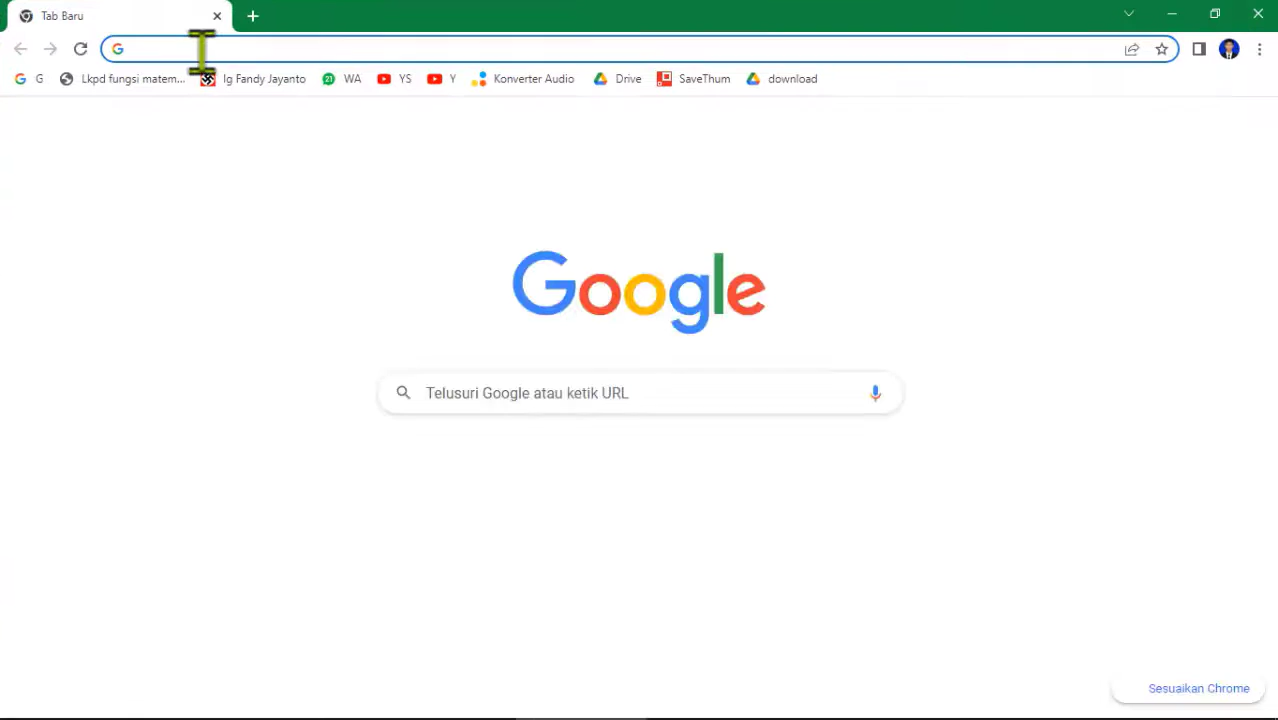 Tab Baru
G Lkpd fungsi matem... Ig Fandy Jayanto 21 WA YS Y Konverter Audio Drive SaveThum download
Google
Telusuri Google atau ketik URL
Sesuaikan Chrome